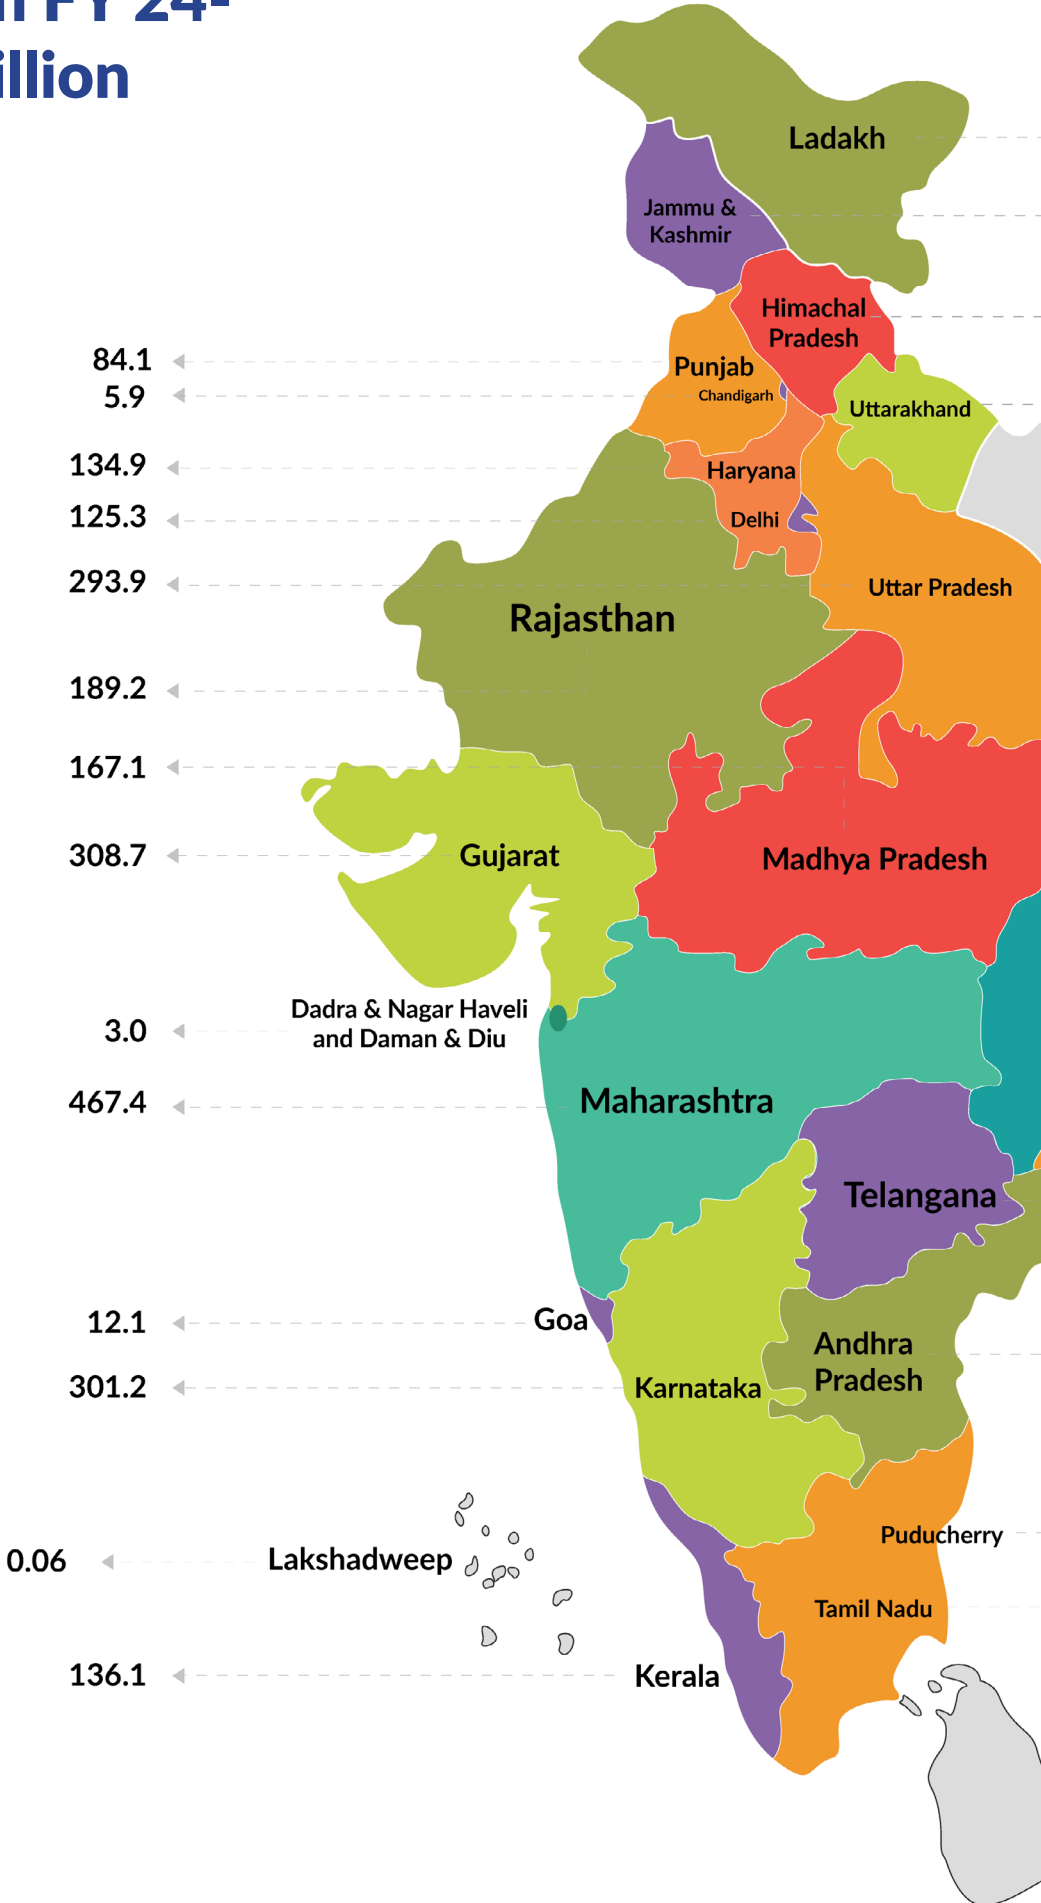 FY 24-
illion
Ladakh
Jammu &
Kashmir
Himachal
Pradesh
84.1
Punjab
5.9
Chandigarh
Uttarakhand
134.9
Haryana
125.3
Delhi
293.9
Uttar Pradesh
Rajasthan
189.2
167.1
308.7
Gujarat
Madhya Pradesh
Dadra & Nagar Haveli
and Daman & Diu
3.0
467.4
Maharashtra
Telangana
12.1
Goa
Andhra
Pradesh
301.2
Karnataka
Puducherry
0.06
Lakshadweep
Tamil Nadu
136.1
Kerala